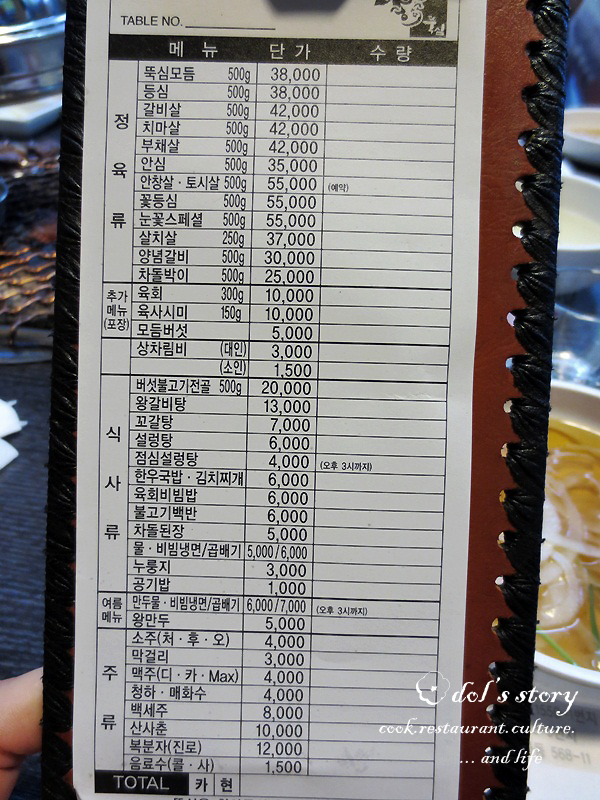 TABLE NO.
메 뉴 단 가 수 량
정 육 류
뚝심모듬 500g 38,000
등심 500g 38,000
갈비살 500g 42,000
치마살 500g 42,000
부채살 500g 42,000
안심 500g 35,000
안창살 · 토시살 500g 55,000 (예약)
꽃등심 500g 55,000
눈꽃스페셜 500g 55,000
살치살 250g 37,000
양념갈비 500g 30,000
차돌박이 500g 25,000
추가 메뉴 (포장)
육회 300g 10,000
육사시미 150g 10,000
모듬버섯 5,000
상차림비 (대인) 3,000
(소인) 1,500
식 사 류
버섯불고기전골 500g 20,000
왕갈비탕 13,000
꼬갈탕 7,000
설렁탕 6,000
점심설렁탕 4,000 (오후 3시까지)
한우국밥 · 김치찌개 6,000
육회비빔밥 6,000
불고기백반 6,000
차돌된장 5,000
물 · 비빔냉면/곱배기 5,000/6,000
누룽지 3,000
공기밥 1,000
여름 메뉴
만두물 · 비빔냉면/곱배기 6,000/7,000 (오후 3시까지)
왕만두 5,000
주 류
소주(처 · 후 · 오) 4,000
막걸리 3,000
맥주(디 · 카 · Max) 4,000
청하 · 매화수 4,000
백세주 8,000
산사춘 10,000
복분자(진로) 12,000
음료수(콜 · 사) 1,500
TOTAL 카 현
dol's story
cook.restaurant.culture.
... and life
568-11